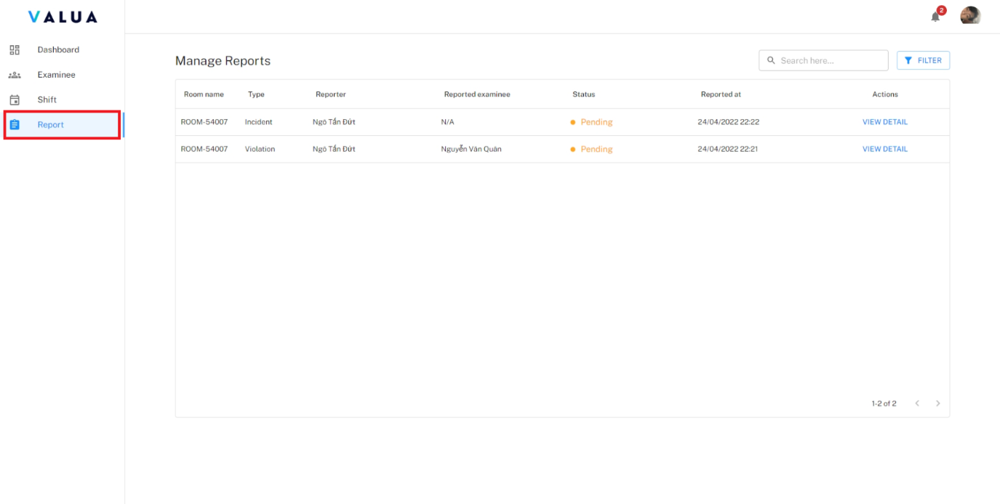 VALUA
2
Dashboard
Examinee
Shift
Report
Manage Reports
Search here...
FILTER
Room name Type Reporter Reported examinee Status Reported at Actions
ROOM-54007 Incident Ngô Tấn Đứt N/A Pending 24/04/2022 22:22 VIEW DETAIL
ROOM-54007 Violation Ngô Tấn Đứt Nguyễn Văn Quân Pending 24/04/2022 22:21 VIEW DETAIL
1-2 of 2